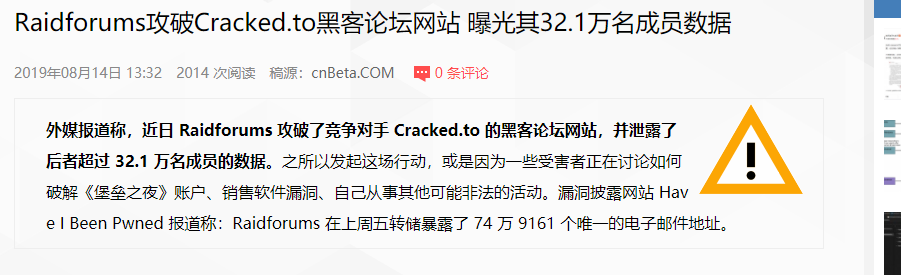 Raidforums攻破Cracked.to黑客论坛网站 曝光其32.1万名成员数据
2019年08月14日 13:32 2014 次阅读 稿源：cnBeta.COM 0 条评论
外媒报道称，近日 Raidforums 攻破了竞争对手 Cracked.to 的黑客论坛网站，并泄露了
后者超过 32.1 万名成员的数据。之所以发起这场行动，或是因为一些受害者正在讨论如何
破解《堡垒之夜》账户、销售软件漏洞、自己从事其他可能非法的活动。漏洞披露网站 Hav
e I Been Pwned 报道称：Raidforums 在上周五转储暴露了 74 万 9161 个唯一的电子邮件地址。